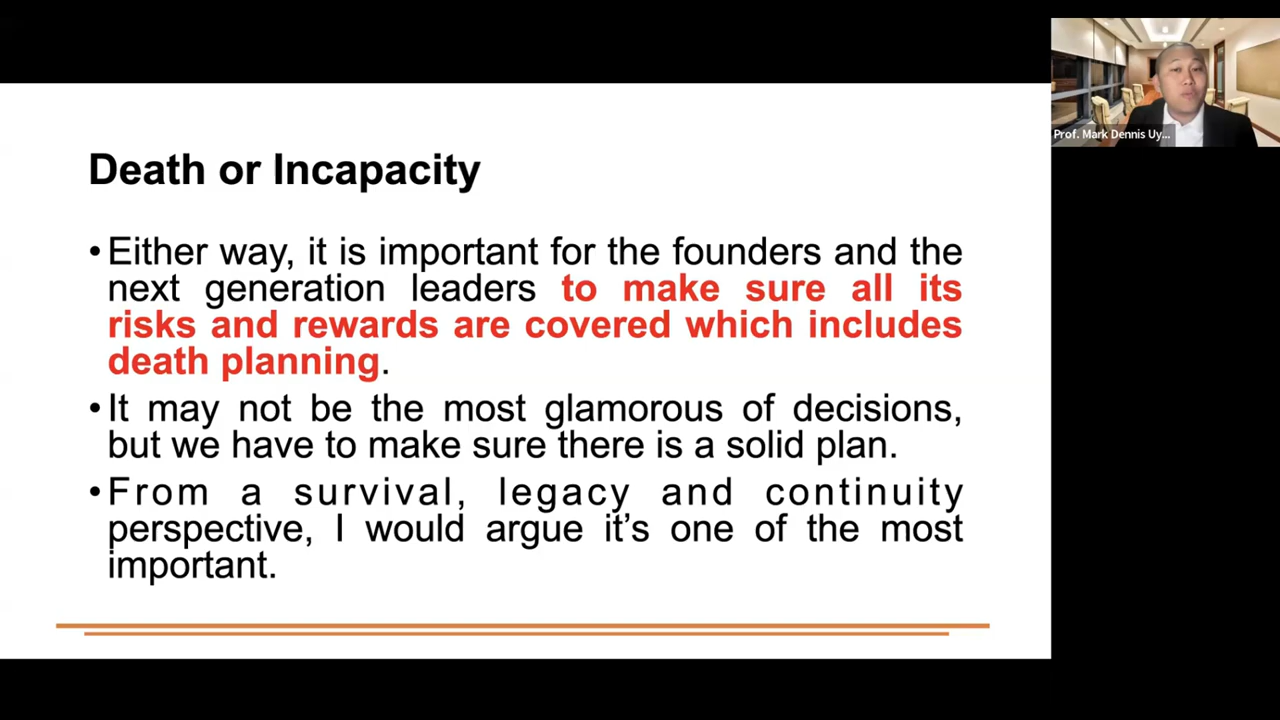 Prof. Mark Dennis Uy...
Death or Incapacity
•Either way, it is important for the founders and the
next generation leaders to make sure all its
risks and rewards are covered which includes
death planning.
•It may not be the most glamorous of decisions,
but we have to make sure there is a solid plan.
•From a survival, legacy and continuity
perspective, I would argue it’s one of the most
important.